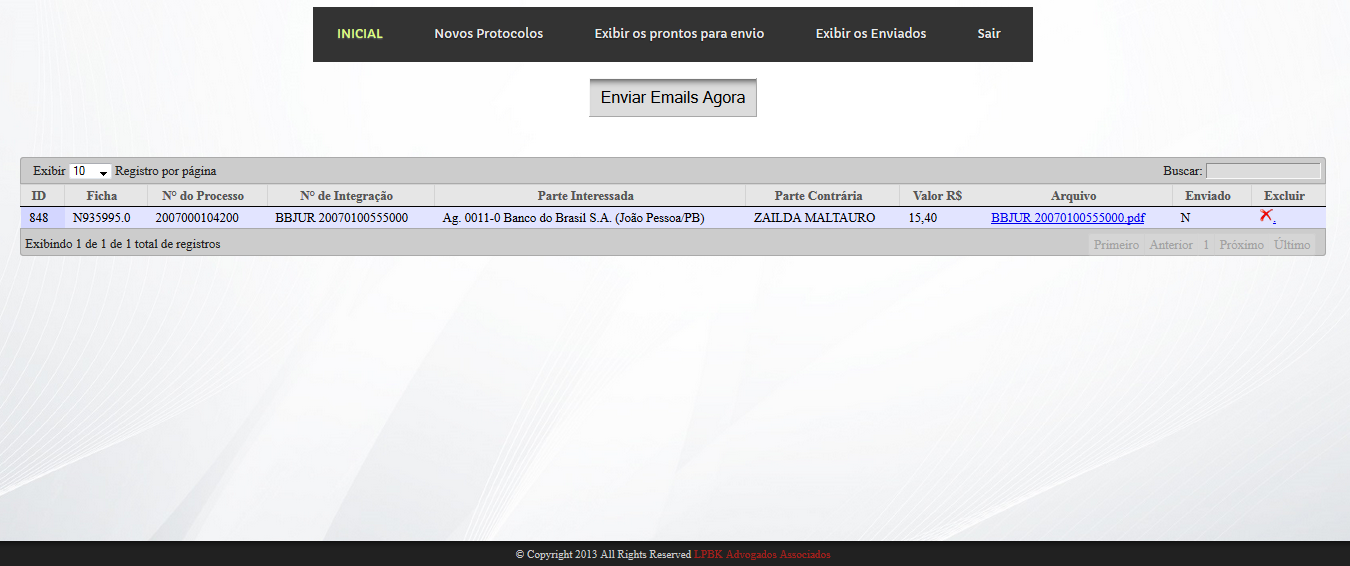 INICIAL Novos Protocolos Exibir os prontos para envio Exibir os Enviados Sair
Enviar Emails Agora
Exibir 10 Registro por página Buscar:
ID Ficha Nº do Processo Nº de Integração Parte Interessada Parte Contrária Valor R$ Arquivo Enviado Excluir
848 N935995.0 2007000104200 BBJUR 20070100555000 Ag. 0011-0 Banco do Brasil S.A. (João Pessoa/PB) ZAILDA MALTAURO 15,40 BBJUR 20070100555000.pdf N .
Exibindo 1 de 1 de 1 total de registros Primeiro Anterior 1 Próximo Último
© Copyright 2013 All Rights Reserved LPBK Advogados Associados